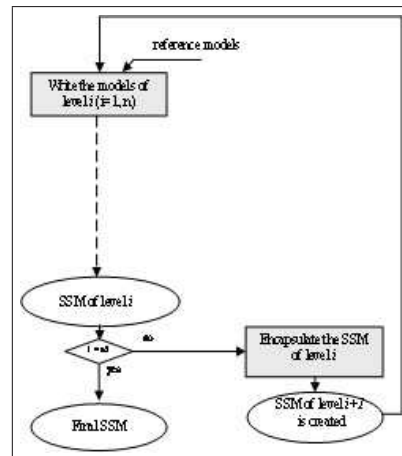 reference models
Write the models of
level i (i= 1, n)
SSM of level i
no
Encapsulate the SSM
of level i
yes
SSM of level i+1
is created
Final SSM